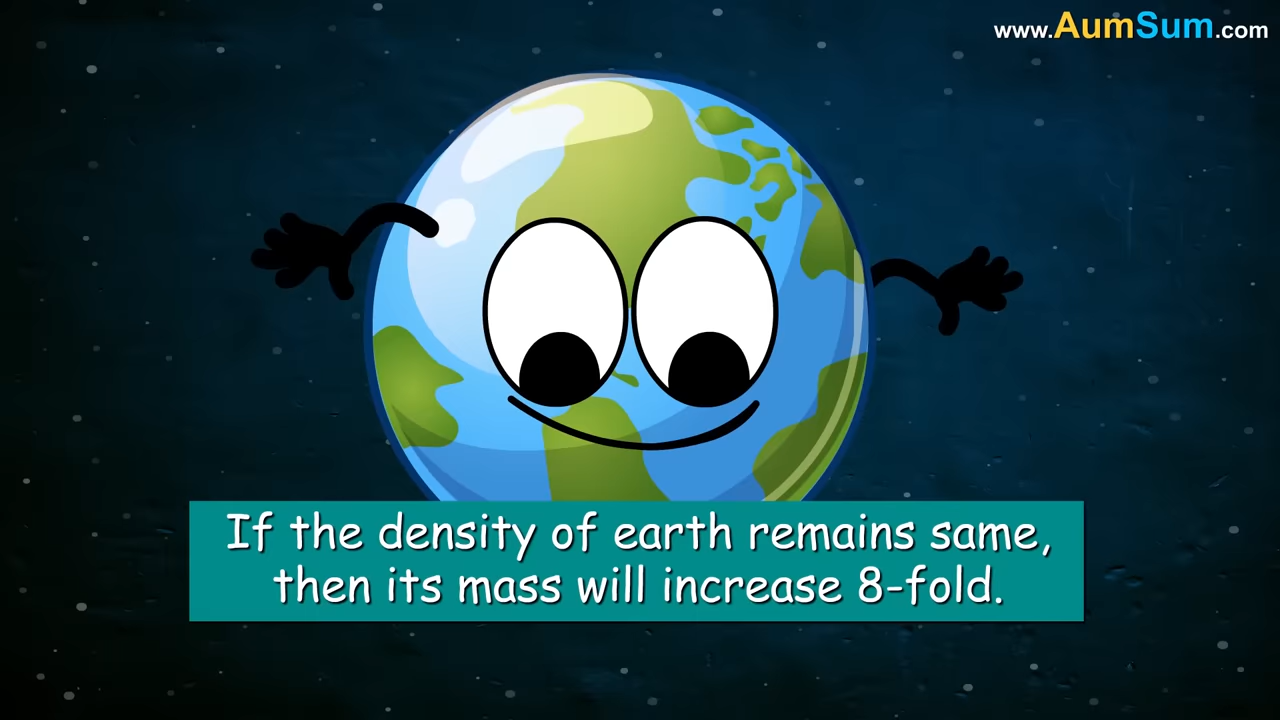 www.AumSum.com
If the density of earth remains same,
then its mass will increase 8-fold.